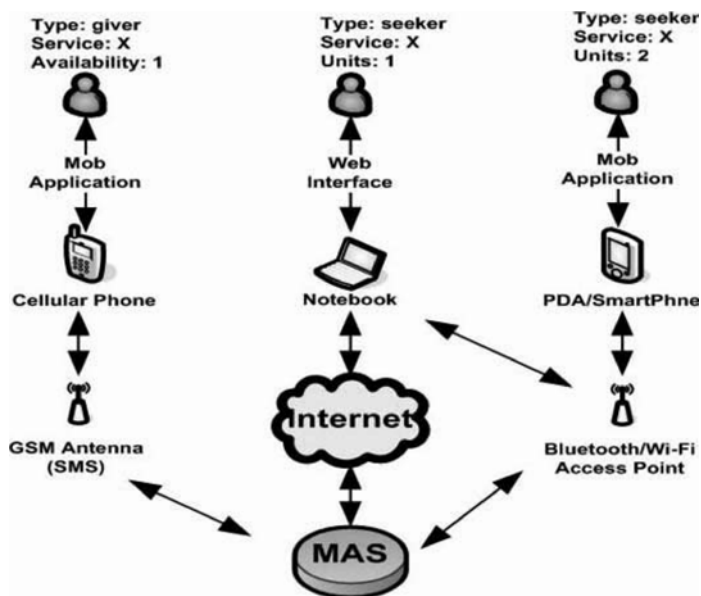 Type: giver
Service: X
Availability: 1
Type: seeker
Service: X
Units: 1
Type: seeker
Service: X
Units: 2
Mob
Application
Web
Interface
Mob
Application
Cellular Phone
Notebook
PDA/SmartPhne
Internet
GSM Antenna
(SMS)
Bluetooth/Wi-Fi
Access Point
MAS